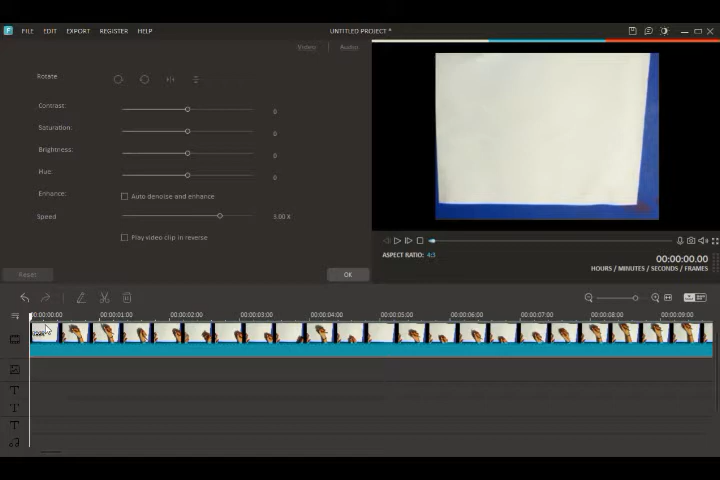 FILE EDIT EXPORT REGISTER HELP UNTITLED PROJECT *
Video Audio
Rotate
Contrast: 0
Saturation: 0
Brightness: 0
Hue: 0
Enhance: Auto denoise and enhance
Speed 5.00 X
Play video clip in reverse
Reset OK
ASPECT RATIO: 4:3
00:00:00.00
HOURS / MINUTES / SECONDS / FRAMES
00:00:00:00 00:00:01:00 00:00:02:00 00:00:03:00 00:00:04:00 00:00:05:00 00:00:06:00 00:00:07:00 00:00:08:00 00:00:09:00